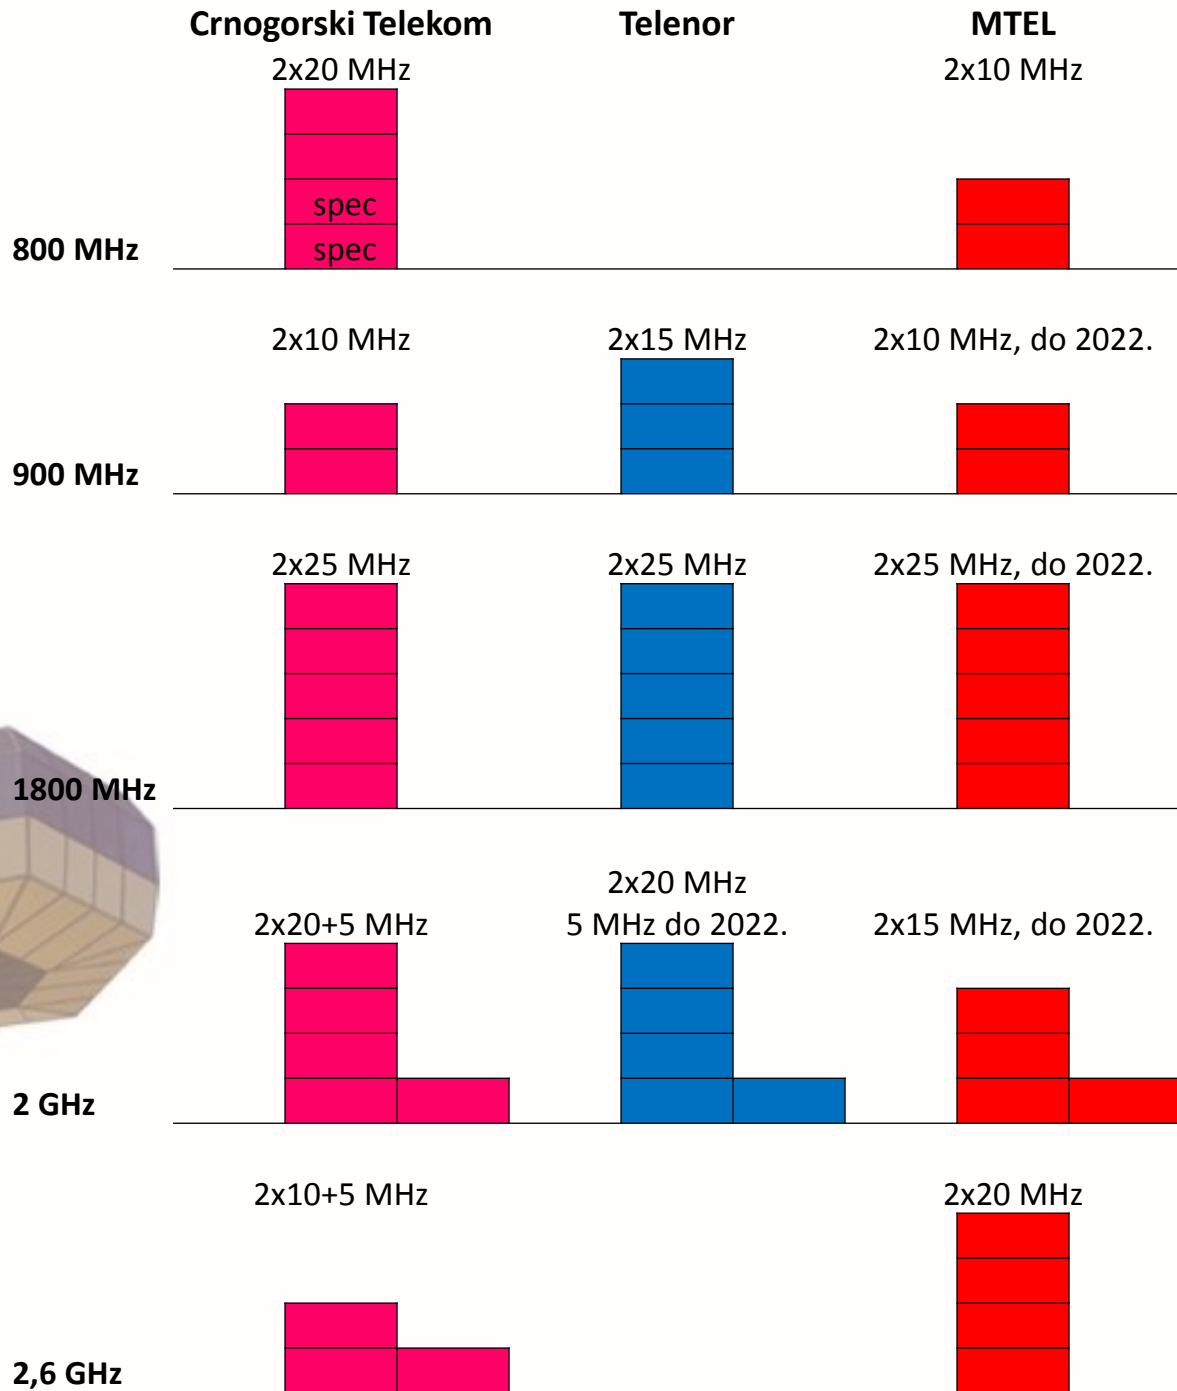 Crnogorski Telekom Telenor MTEL
2x20 MHz 2x10 MHz
spec
spec
800 MHz
2x10 MHz 2x15 MHz 2x10 MHz, do 2022.
900 MHz
2x25 MHz 2x25 MHz 2x25 MHz, do 2022.
1800 MHz
2x20 MHz
2x20+5 MHz 5 MHz do 2022. 2x15 MHz, do 2022.
2 GHz
2x10+5 MHz 2x20 MHz
2,6 GHz